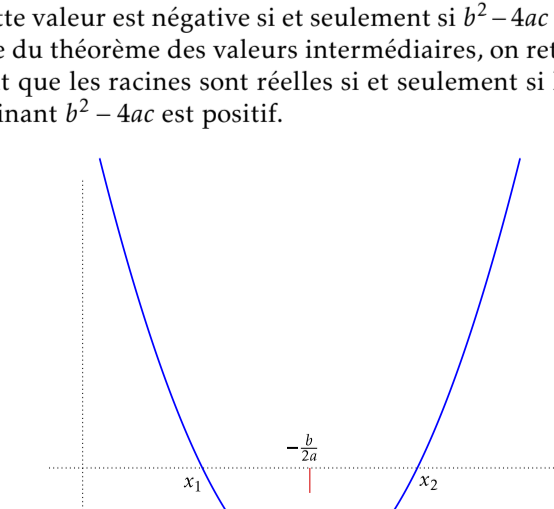 tte valeur est négative si et seulement si b² – 4ac
e du théorème des valeurs intermédiaires, on ret
t que les racines sont réelles si et seulement si
inant b² – 4ac est positif.
–b/2a
x₁
x₂